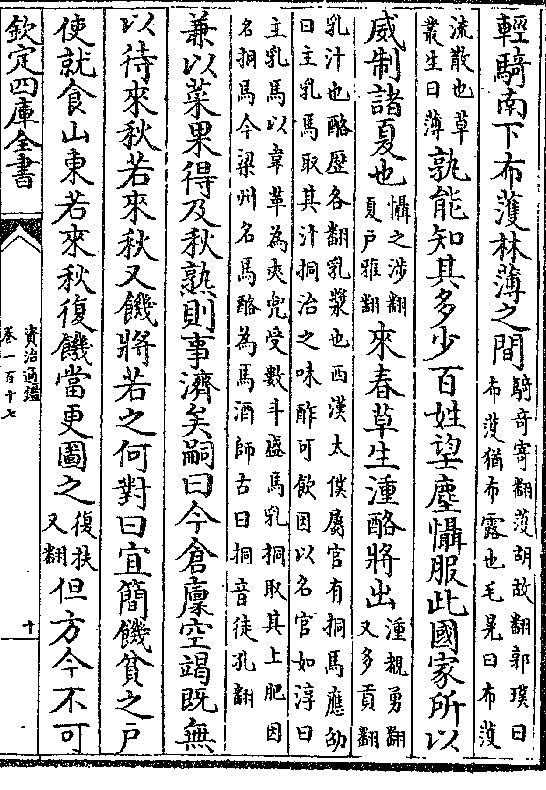 輕騎南下布濩林薄之間騎奇寄翻濩胡故翻郭璞曰
布濩猶布露也毛晃曰布濩
流散也草
叢生曰薄孰能知其多少百姓望塵懾服此國家所以
威制諸夏也懾之涉翻
夏戸雅翻來春草生湩酪將出湩覩勇翻
又多貢翻
乳汁也酪歷各翻乳漿也西漢太僕屬官有挏馬應劭
曰主乳馬取其汁挏治之味酢可飲因以名官如淳曰
主乳馬以韋革為夾兜受數斗盛馬乳挏取其上肥因
名挏馬今梁州名馬酪為馬酒師古曰挏音徒孔翻
兼以菜果得及秋熟則事濟矣嗣曰今倉廩空竭既無
以待來秋若來秋又饑將若之何對曰宜簡饑貧之戸
使就食山東若來秋復饑當更圖之復扶
又翻但方今不可
欽定四庫全書
資治通鑑
卷一百十七
十